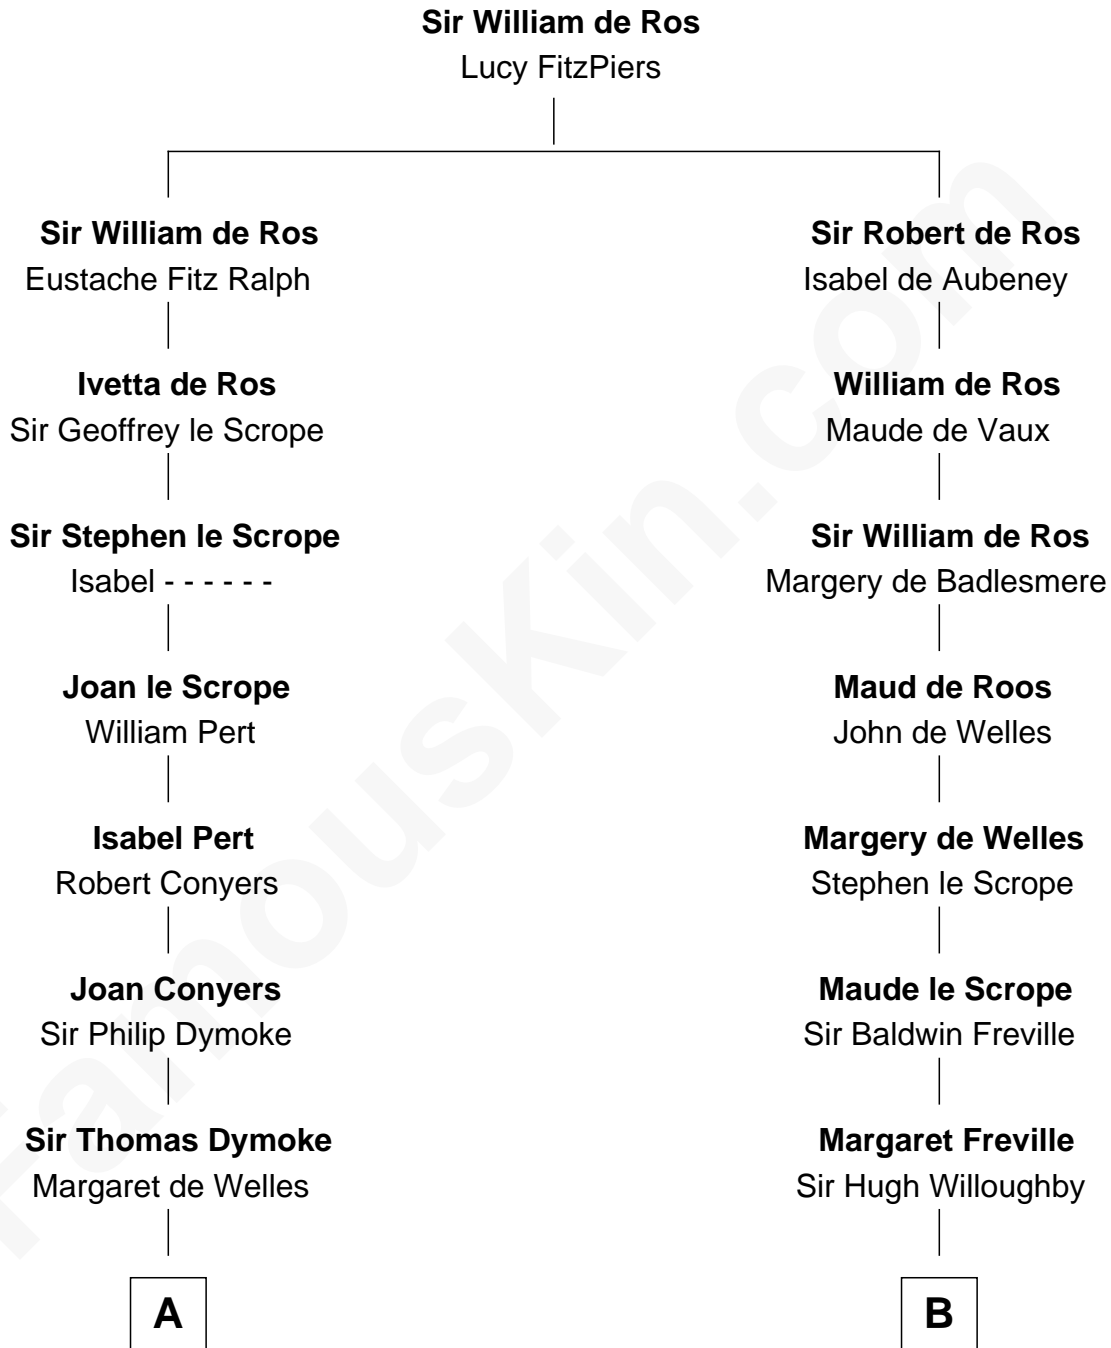 Sir William de Ros
Lucy FitzPiers
Sir William de Ros
Eustache Fitz Ralph
Sir Robert de Ros
Isabel de Aubeney
Ivetta de Ros
Sir Geoffrey le Scrope
William de Ros
Maude de Vaux
Sir Stephen le Scrope
Isabel - - - - - -
Sir William de Ros
Margery de Badlesmere
Joan le Scrope
William Pert
Maud de Roos
John de Welles
Isabel Pert
Robert Conyers
Margery de Welles
Stephen le Scrope
Joan Conyers
Sir Philip Dymoke
Maude le Scrope
Sir Baldwin Freville
Sir Thomas Dymoke
Margaret de Welles
Margaret Freville
Sir Hugh Willoughby
A
B
FamousKin.com